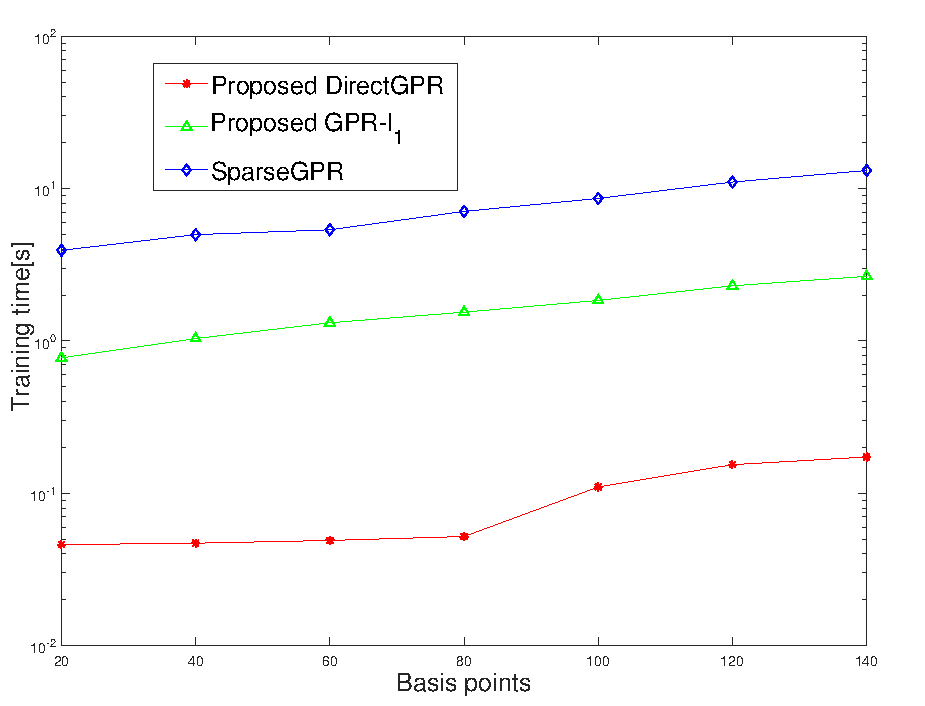 10^2
Proposed DirectGPR
Proposed GPR-l_1
SparseGPR
10^1
Training time[s]
10^0
10^-1
10^-2
20 40 60 80 100 120 140
Basis points